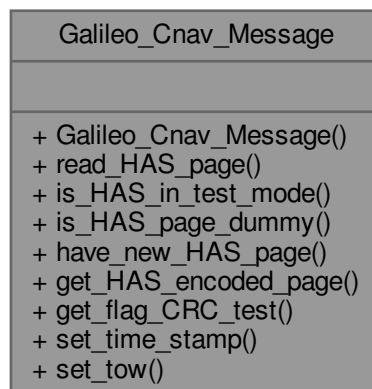 Galileo_Cnav_Message
+ Galileo_Cnav_Message()
+ read_HAS_page()
+ is_HAS_in_test_mode()
+ is_HAS_page_dummy()
+ have_new_HAS_page()
+ get_HAS_encoded_page()
+ get_flag_CRC_test()
+ set_time_stamp()
+ set_tow()